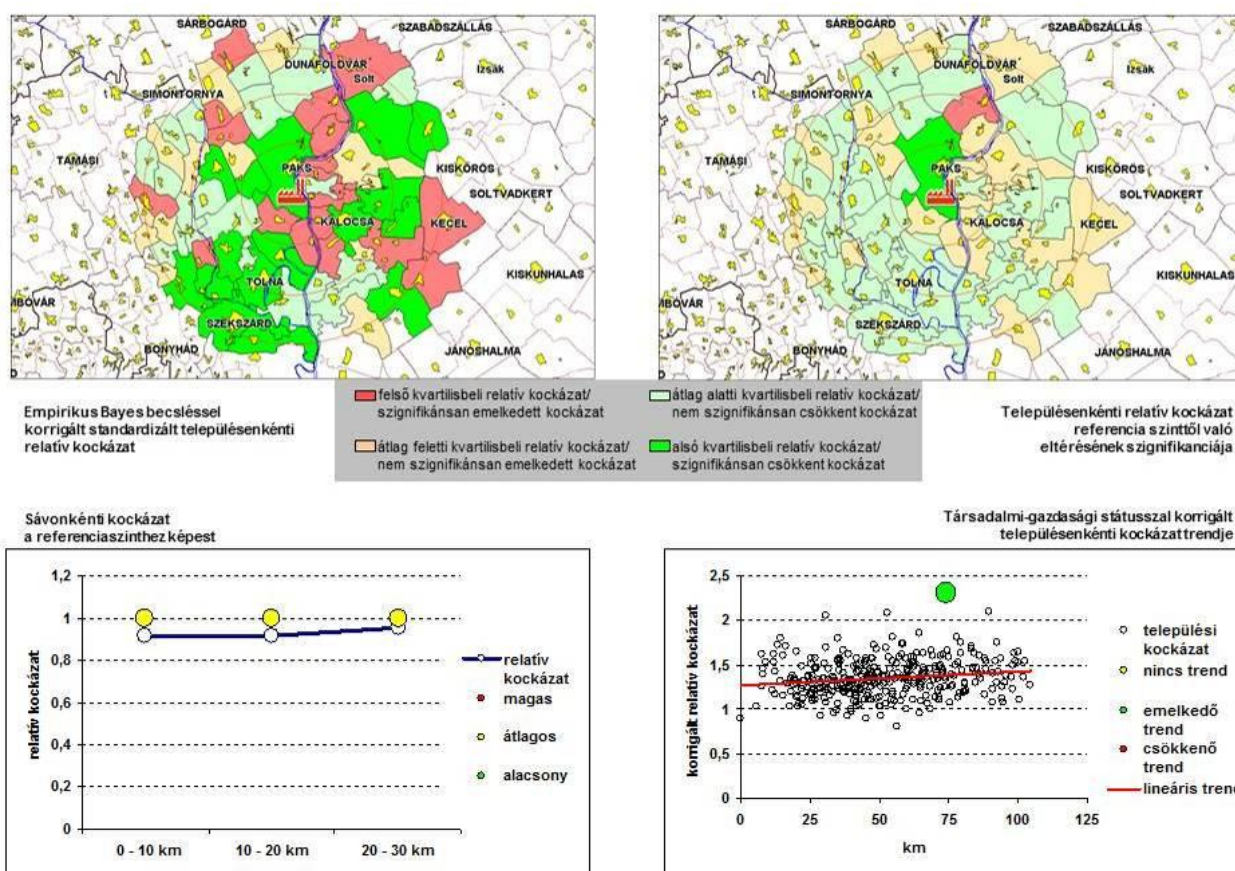 SÁRBOGÁRD
SZABADSZÁLLÁS
DUNAFÖLDVÁR
Izsák
Solt
SIMONTORNYA
TAMÁSI
PAKS
KISKŐRÖS
SOLTVADKERT
KALOCSA
KECEL
TOLNA
KISKUNHALAS
MBÓVÁR
SZEKSZÁRD
BONYHÁD
JÁNOSHALMA
SÁRBOGÁRD
SZABADSZÁLLÁS
DUNAFÖLDVÁR
Izsák
Solt
SIMONTORNYA
TAMÁSI
PAKS
KISKŐRÖS
SOLTVADKERT
KALOCSA
KECEL
TOLNA
KISKUNHALAS
MBÓVÁR
SZEKSZÁRD
BONYHÁD
JÁNOSHALMA
Empirikus Bayes becsléssel
korrigált standardizált településenkénti
relatív kockázat
felső kvartilisbeli relatív kockázat/
szignifikánsan emelkedett kockázat
átlag feletti kvartilisbeli relatív kockázat/
nem szignifikánsan emelkedett kockázat
átlag alatti kvartilisbeli relatív kockázat/
nem szignifikánsan csökkent kockázat
alsó kvartilisbeli relatív kockázat/
szignifikánsan csökkent kockázat
Településenkénti relatív kockázat
referencia szinttől való
eltérésének szignifikanciája
Sávonkénti kockázat
a referenciaszinthez képest
relatív kockázat
1,2
1
0,8
0,6
0,4
0,2
0
0 - 10 km
10 - 20 km
20 - 30 km
relatív
kockázat
magas
átlagos
alacsony
Társadalmi-gazdasági státusszal korrigált
településenkénti kockázat trendje
korrigált relatív kockázat
2,5
2
1,5
1
0,5
0
0
25
50
75
100
125
km
települési
kockázat
nincs trend
emelkedő
trend
csökkenő
trend
lineáris trend